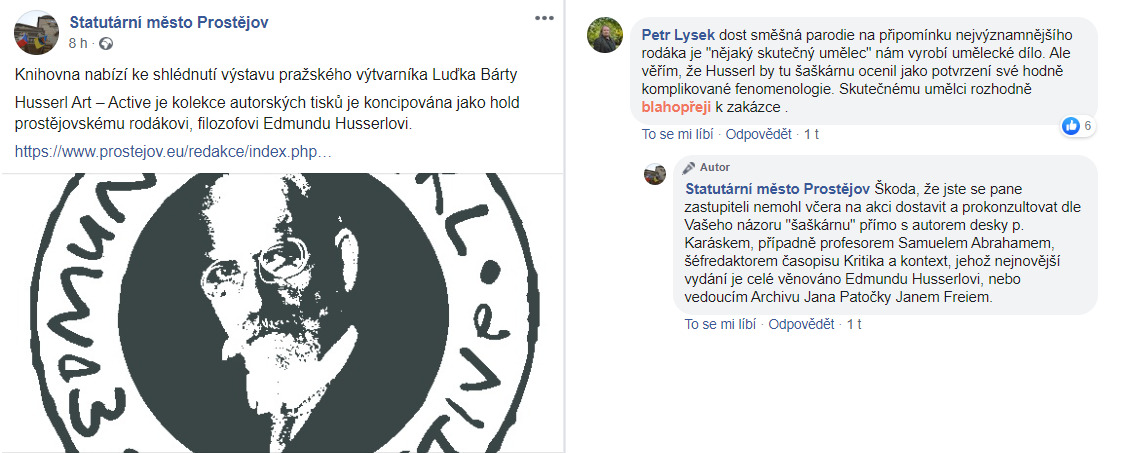 Statutární město Prostějov
8 h ·
Knihovna nabízí ke shlédnutí výstavu pražského výtvarníka Luďka Bárty
Husserl Art – Active je kolekce autorských tisků je koncipována jako hold
prostějovskému rodákovi, filozofovi Edmundu Husserlovi.
https://www.prostejov.eu/redakce/index.php…
EDMUN
Petr Lysek dost směšná parodie na připomínku nejvýznamnějšího
rodáka je "nějaký skutečný umělec" nám vyrobí umělecké dílo. Ale
věřím, že Husserl by tu šaškárnu ocenil jako potvrzení své hodně
komplikované fenomenologie. Skutečnému umělci rozhodně
blahopřeji k zakázce .
6
To se mi líbí · Odpovědět · 1 t
Autor
Statutární město Prostějov Škoda, že jste se pane
zastupiteli nemohl včera na akci dostavit a prokonzultovat dle
Vašeho názoru "šaškárnu" přímo s autorem desky p.
Karáskem, případně profesorem Samuelem Abrahamem,
šéfredaktorem časopisu Kritika a kontext, jehož nejnovější
vydání je celé věnováno Edmundu Husserlovi, nebo
vedoucím Archivu Jana Patočky Janem Freiem.
To se mi líbí · Odpovědět · 1 t